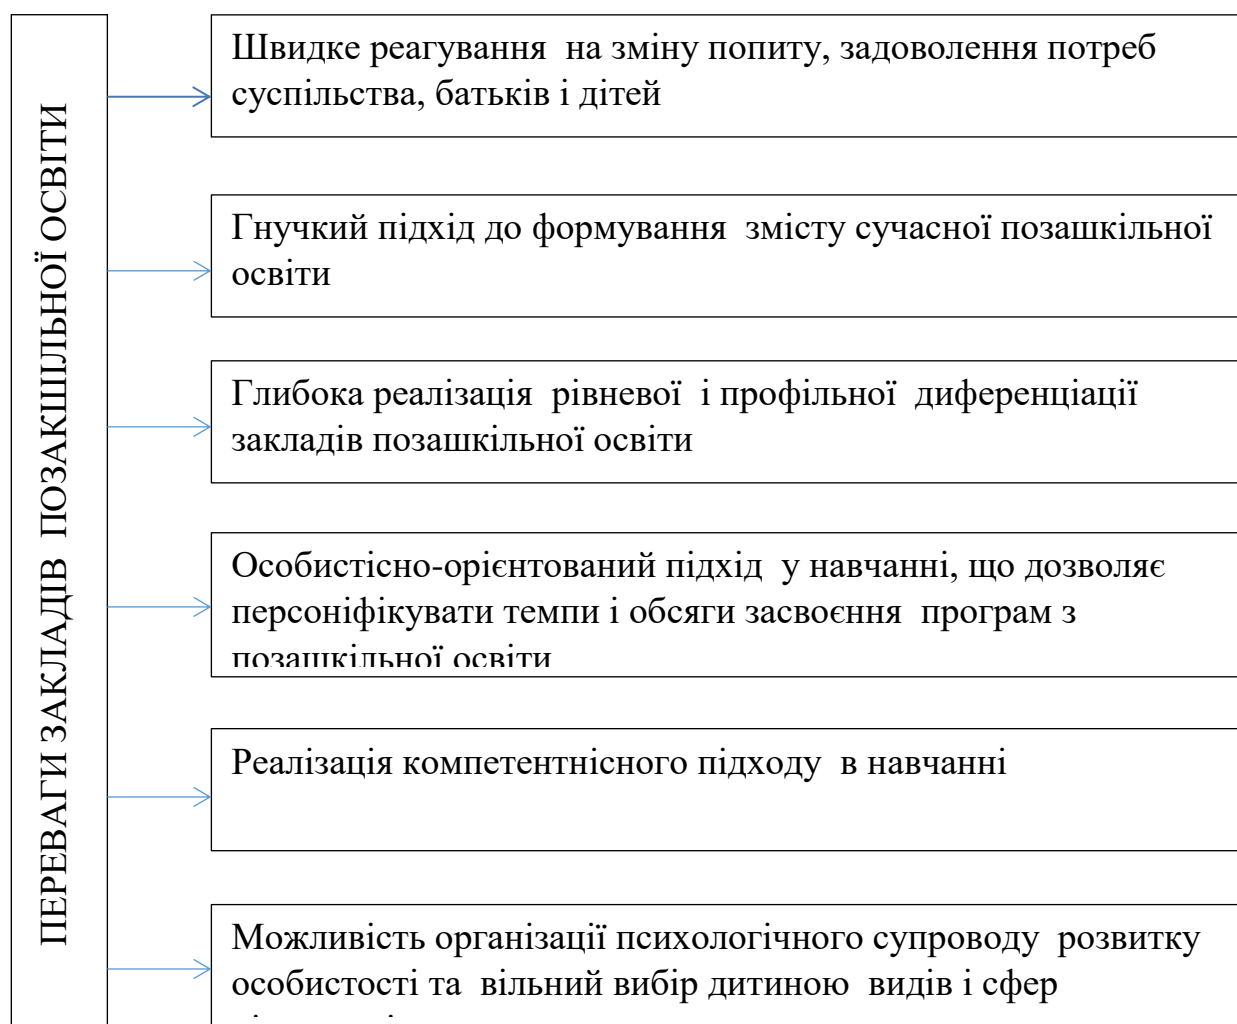 ПЕРЕВАГИ ЗАКЛАДІВ ПОЗАКШІЛЬНОЇ ОСВІТИ
Швидке реагування на зміну попиту, задоволення потреб
суспільства, батьків і дітей
Гнучкий підхід до формування змісту сучасної позашкільної
освіти
Глибока реалізація рівневої і профільної диференціації
закладів позашкільної освіти
Особистісно-орієнтований підхід у навчанні, що дозволяє
персоніфікувати темпи і обсяги засвоєння програм з
позашкільної освіти
Реалізація компетентнісного підходу в навчанні
Можливість організації психологічного супроводу розвитку
особистості та вільний вибір дитиною видів і сфер